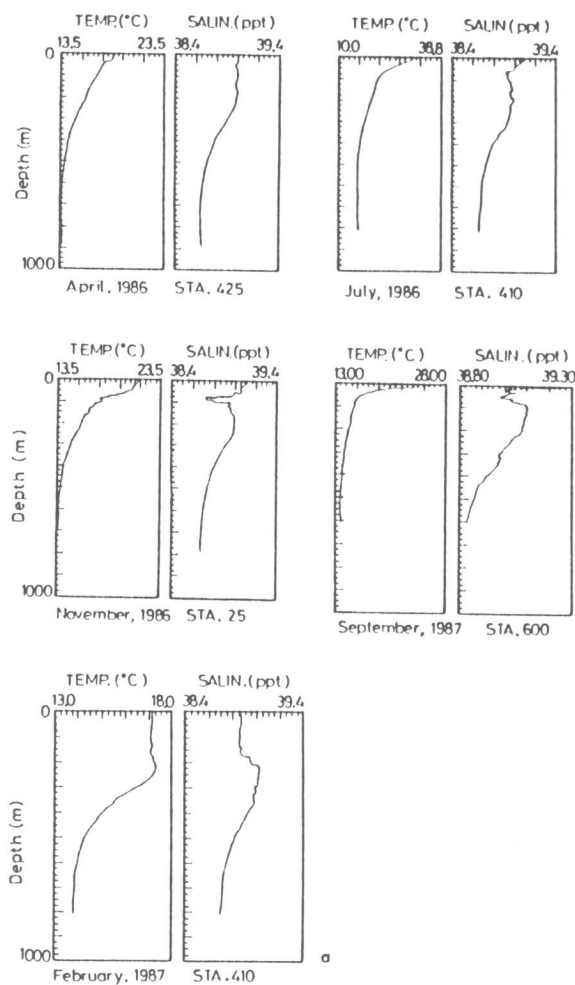 TEMP.(°C) SALIN.(ppt) TEMP.(°C) SALIN.(ppt)
13.5 23.5 38.4 39.4 10.0 38.8 38.4 39.4
0
Depth (m)
1000
April, 1986 STA. 425 July, 1986 STA. 410
TEMP.(°C) SALIN.(ppt) TEMP.(°C) SALIN.(ppt)
13.5 23.5 38.4 39.4 13.00 28.00 38.80 39.30
0
Depth (m)
1000
November, 1986 STA. 25 September, 1987 STA. 600
TEMP.(°C) SALIN.(ppt)
13.0 18.0 38.4 39.4
0
Depth (m)
1000
February, 1987 STA. 410
a